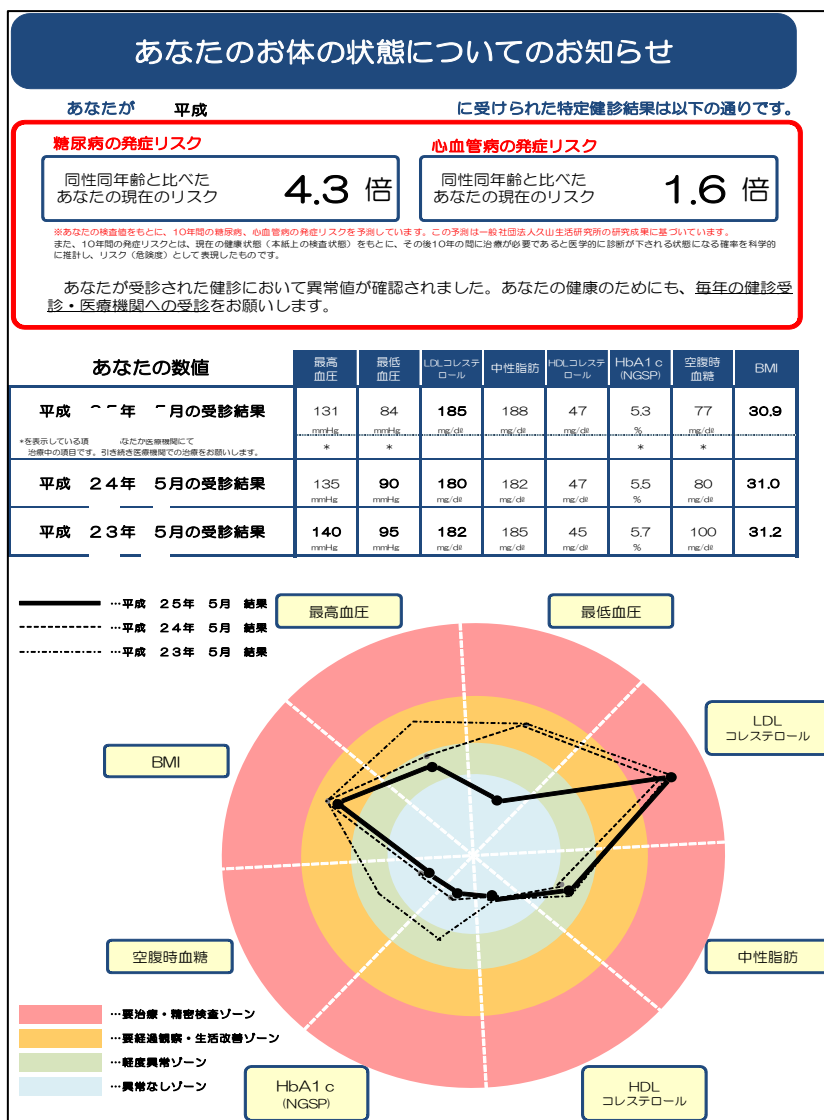 あなたのお体の状態についてのお知らせ
あなたが 平成 に受けられた特定健診結果は以下の通りです。
糖尿病の発症リスク
同性同年齢と比べた
あなたの現在のリスク
4.3 倍
心血管病の発症リスク
同性同年齢と比べた
あなたの現在のリスク
1.6 倍
※あなたの検査値をもとに、10年間の糖尿病、心血管病の発症リスクを予測しています。この予測は一般社団法人久山生活研究所の研究成果に基づいています。
また、10年間の発症リスクとは、現在の健康状態（本紙上の検査状態）をもとに、その後10年の間に治療が必要であると医学的に診断が下される状態になる確率を科学的
に推計し、リスク（危険度）として表現したものです。
あなたが受診された健診において異常値が確認されました。あなたの健康のためにも、毎年の健診受
診・医療機関への受診をお願いします。
あなたの数値
最高
血圧
最低
血圧
LDLコレステ
ロール
中性脂肪
HDLコレステ
ロール
HbA1c
(NGSP)
空腹時
血糖
BMI
平成 年 月の受診結果
131 84 185 188 47 5.3 77 30.9
mmHg mmHg mg/dℓ mg/dℓ mg/dℓ % mg/dℓ
*を表示している項 なたが医療機関にて
治療中の項目です。引き続き医療機関での治療をお願いします。
* * * *
平成 24年 5月の受診結果
135 90 180 182 47 5.5 80 31.0
mmHg mmHg mg/dℓ mg/dℓ mg/dℓ % mg/dℓ
平成 23年 5月の受診結果
140 95 182 185 45 5.7 100 31.2
mmHg mmHg mg/dℓ mg/dℓ mg/dℓ % mg/dℓ
…平成 25年 5月 結果
…平成 24年 5月 結果
…平成 23年 5月 結果
最高血圧
最低血圧
LDL
コレステロール
BMI
空腹時血糖
中性脂肪
HbA1c
(NGSP)
HDL
コレステロール
…要治療・精密検査ゾーン
…要経過観察・生活改善ゾーン
…軽度異常ゾーン
…異常なしゾーン